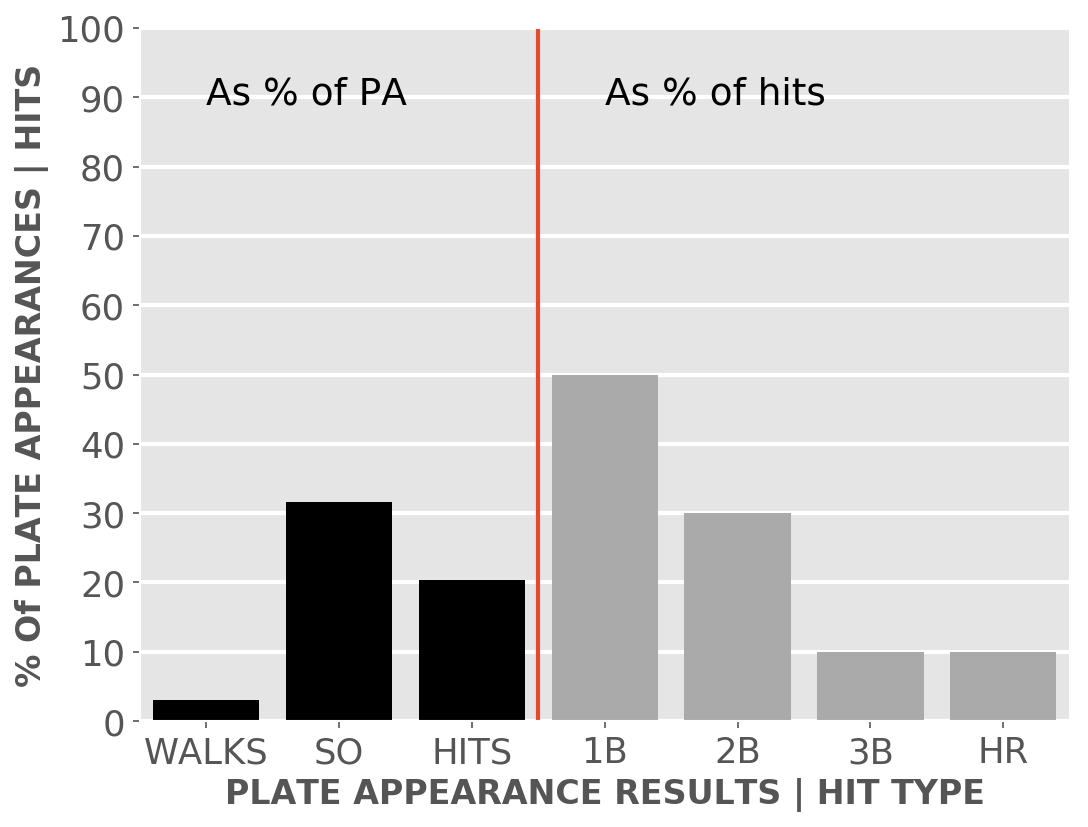 % Of PLATE APPEARANCES | HITS
100
90
80
70
60
50
40
30
20
10
0
As % of PA
As % of hits
WALKS SO HITS 1B 2B 3B HR
PLATE APPEARANCE RESULTS | HIT TYPE